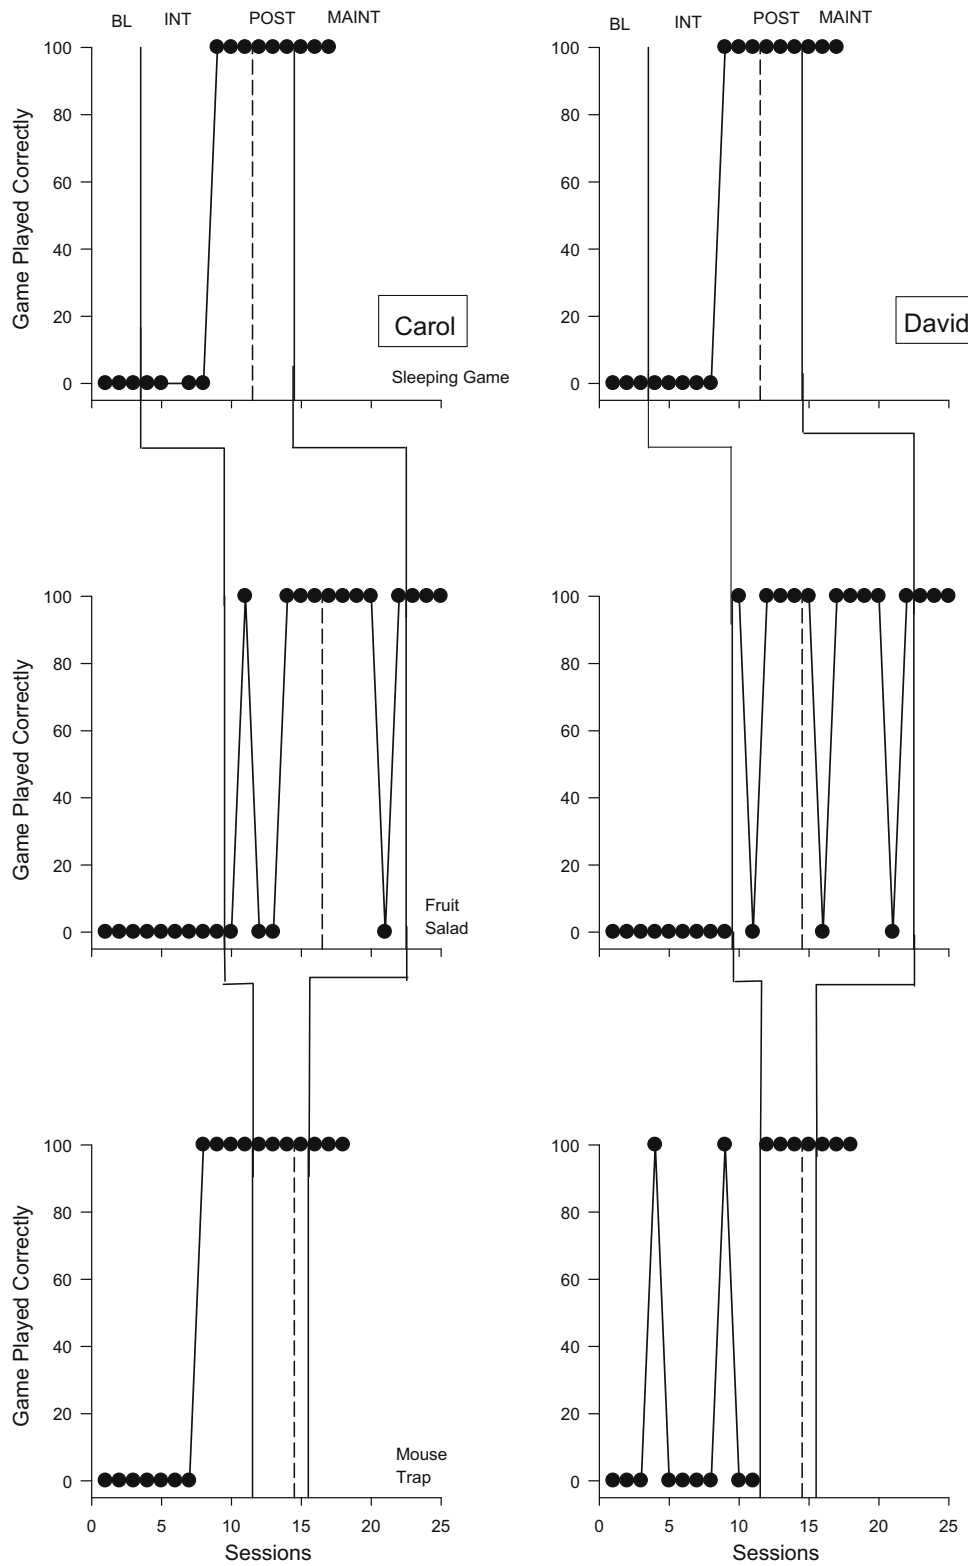 BL INT POST MAINT
BL INT POST MAINT
Game Played Correctly
100
80
60
40
20
0
Carol
Sleeping Game
100
80
60
40
20
0
David
Game Played Correctly
100
80
60
40
20
0
Fruit
Salad
100
80
60
40
20
0
Game Played Correctly
100
80
60
40
20
0
Mouse
Trap
0 5 10 15 20 25
Sessions
100
80
60
40
20
0
0 5 10 15 20 25
Sessions